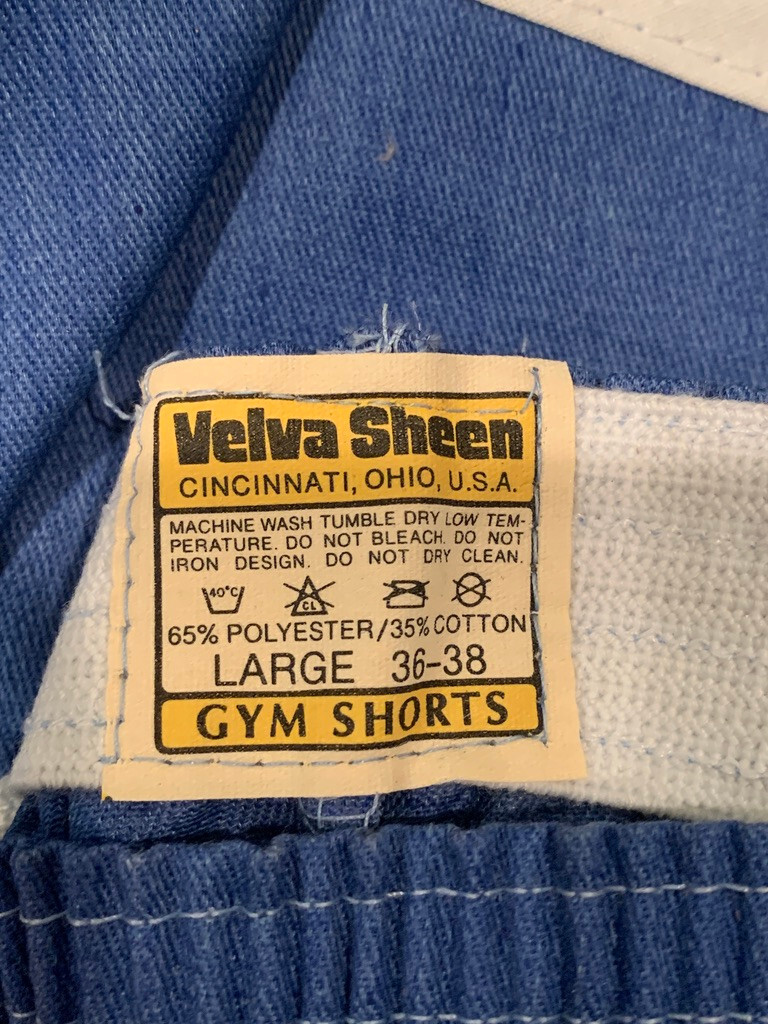 Velva Sheen
CINCINNATI, OHIO, U.S.A.
MACHINE WASH TUMBLE DRY LOW TEM-
PERATURE. DO NOT BLEACH. DO NOT
IRON DESIGN. DO NOT DRY CLEAN.
40°C CL
65% POLYESTER/35% COTTON
LARGE 36-38
GYM SHORTS